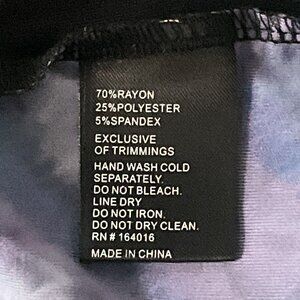 70%RAYON
25%POLYESTER
5%SPANDEX
EXCLUSIVE
OF TRIMMINGS
HAND WASH COLD
SEPARATELY.
DO NOT BLEACH.
LINE DRY
DO NOT IRON.
DO NOT DRY CLEAN.
RN # 164016
MADE IN CHINA